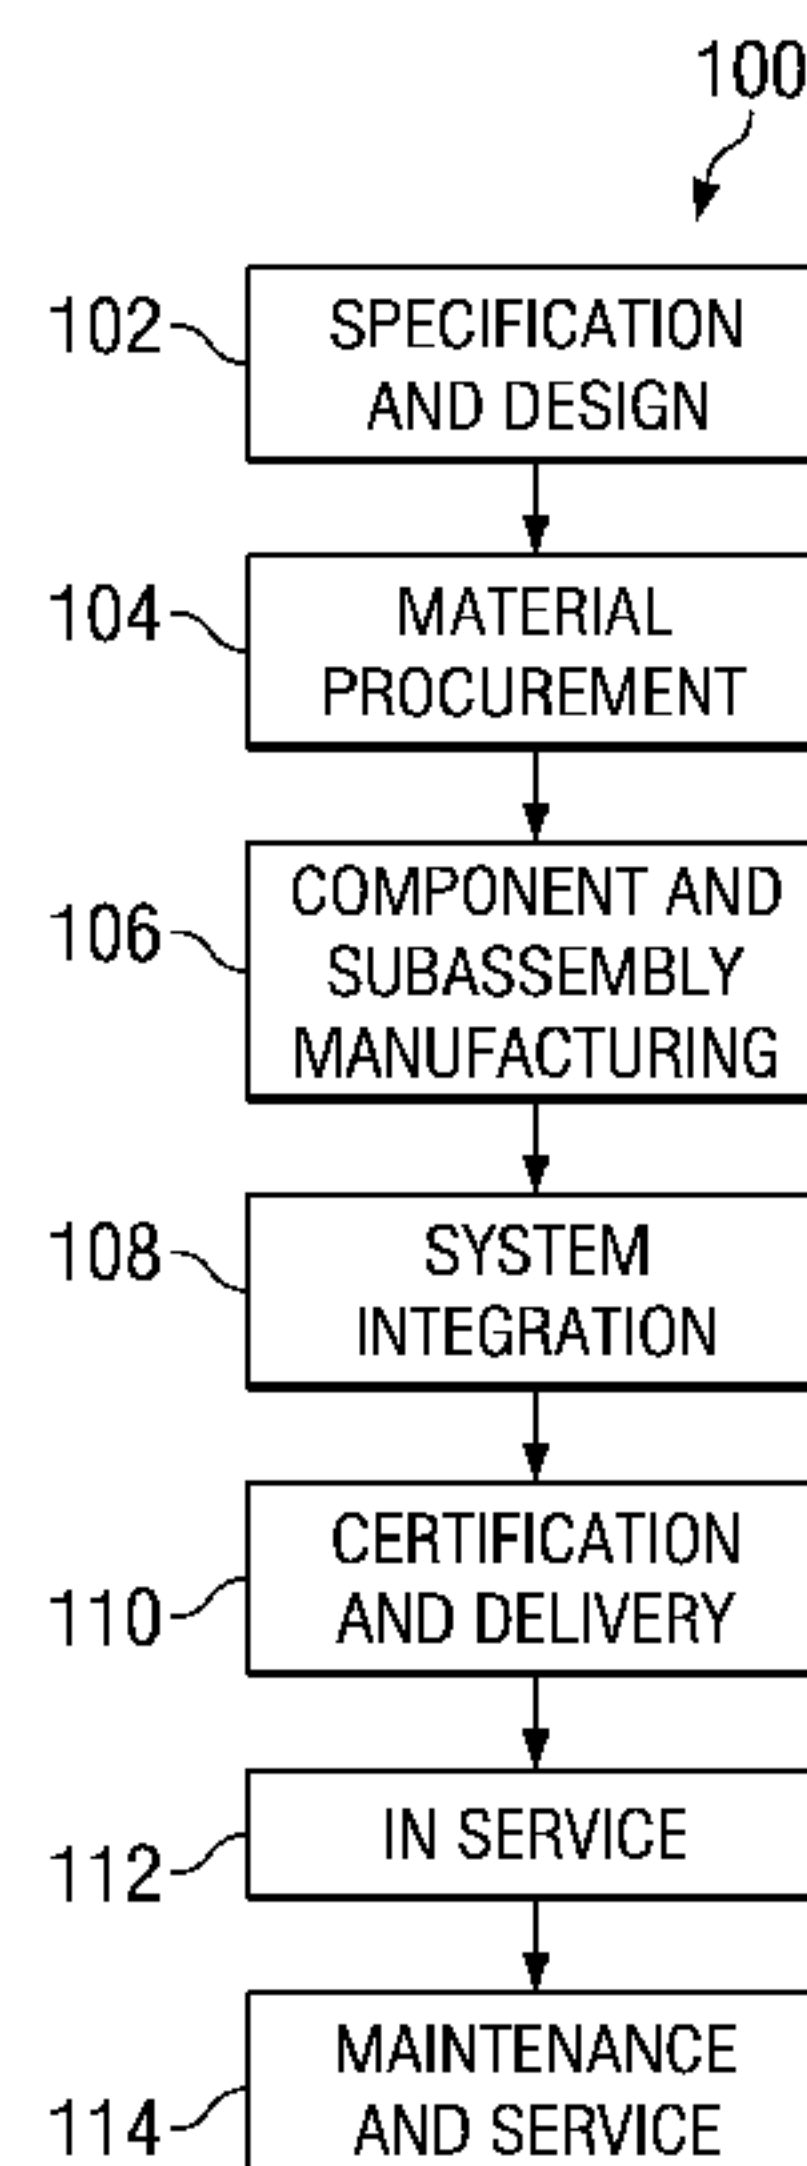 100
102
SPECIFICATION
AND DESIGN
104
MATERIAL
PROCUREMENT
106
COMPONENT AND
SUBASSEMBLY
MANUFACTURING
108
SYSTEM
INTEGRATION
110
CERTIFICATION
AND DELIVERY
112
IN SERVICE
114
MAINTENANCE
AND SERVICE